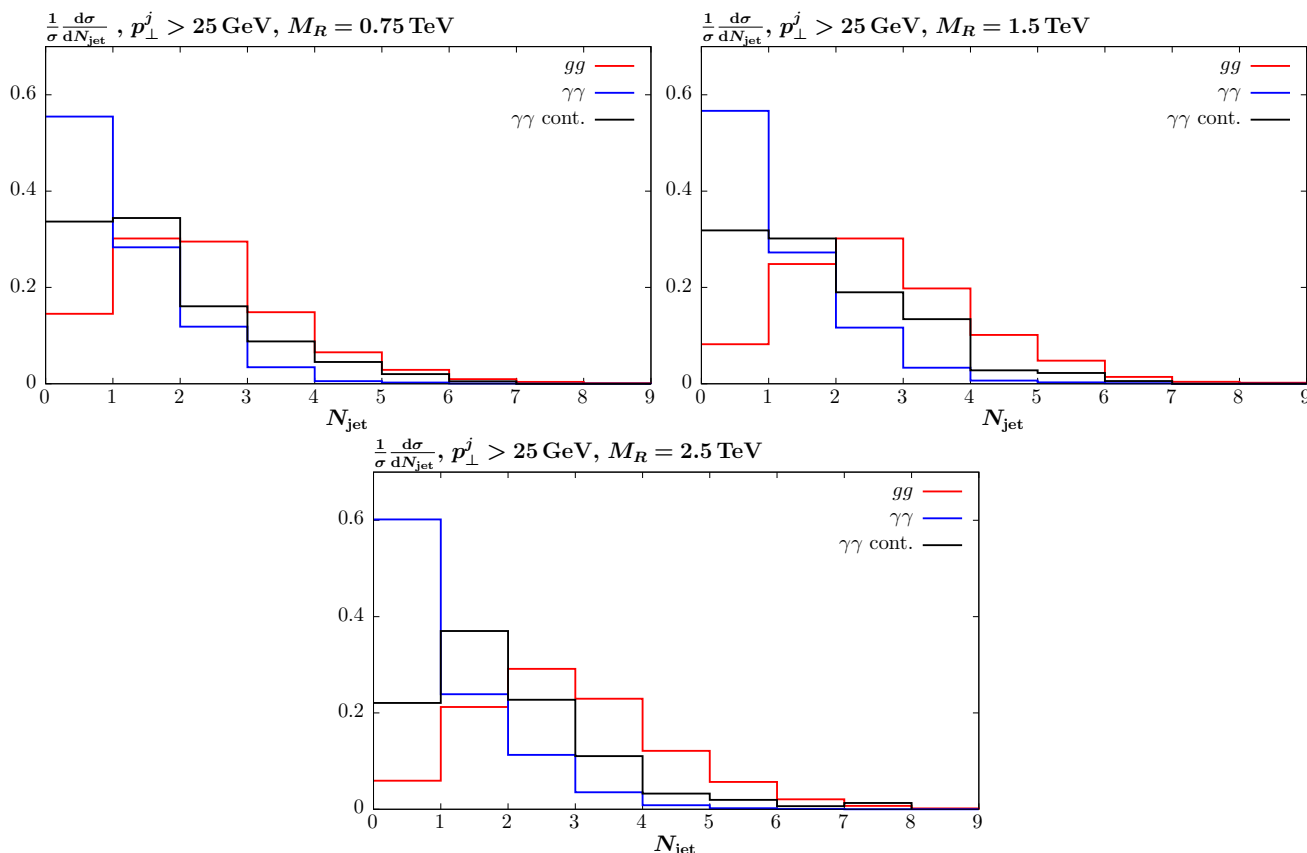 1/σ dσ/dN_jet , p_⊥^j > 25 GeV, M_R = 0.75 TeV
gg
γγ
γγ cont.
0.6
0.4
0.2
0
0 1 2 3 4 5 6 7 8 9
N_jet
1/σ dσ/dN_jet, p_⊥^j > 25 GeV, M_R = 1.5 TeV
gg
γγ
γγ cont.
0.6
0.4
0.2
0
0 1 2 3 4 5 6 7 8 9
N_jet
1/σ dσ/dN_jet, p_⊥^j > 25 GeV, M_R = 2.5 TeV
gg
γγ
γγ cont.
0.6
0.4
0.2
0
0 1 2 3 4 5 6 7 8 9
N_jet